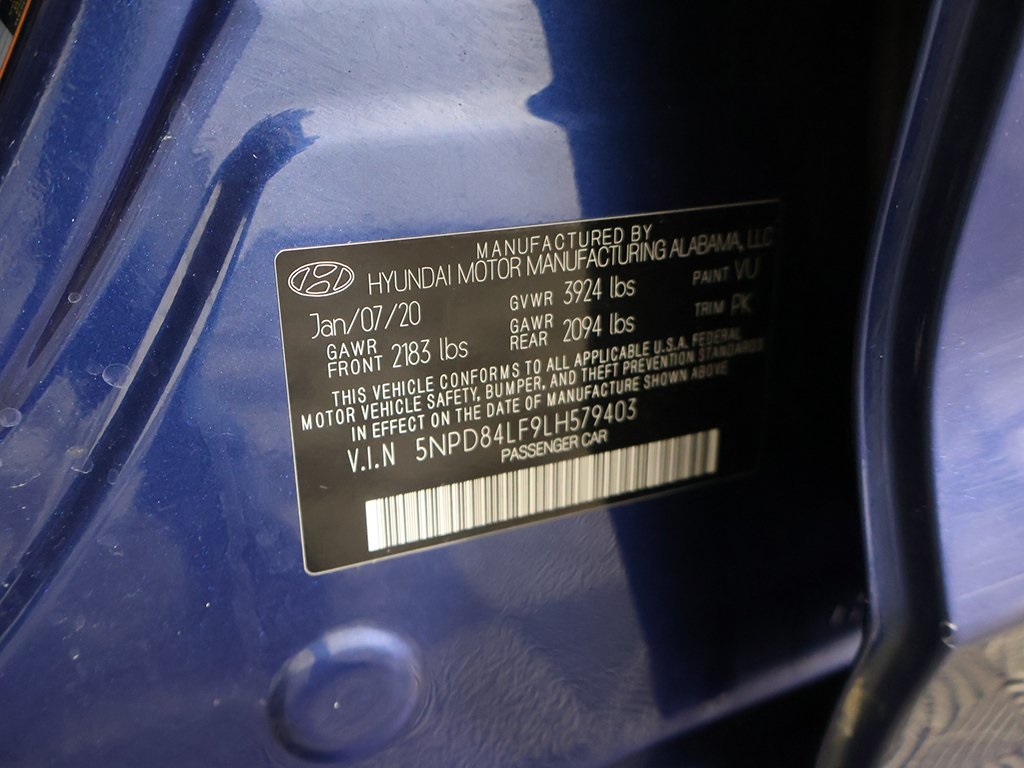 MANUFACTURED BY
HYUNDAI MOTOR MANUFACTURING ALABAMA, LLC
Jan/07/20 GVWR 3924 lbs PAINT VU
GAWR FRONT 2183 lbs GAWR REAR 2094 lbs TRIM PK
THIS VEHICLE CONFORMS TO ALL APPLICABLE U.S.A. FEDERAL
MOTOR VEHICLE SAFETY, BUMPER, AND THEFT PREVENTION STANDARDS
IN EFFECT ON THE DATE OF MANUFACTURE SHOWN ABOVE
V.I.N 5NPD84LF9LH579403
PASSENGER CAR